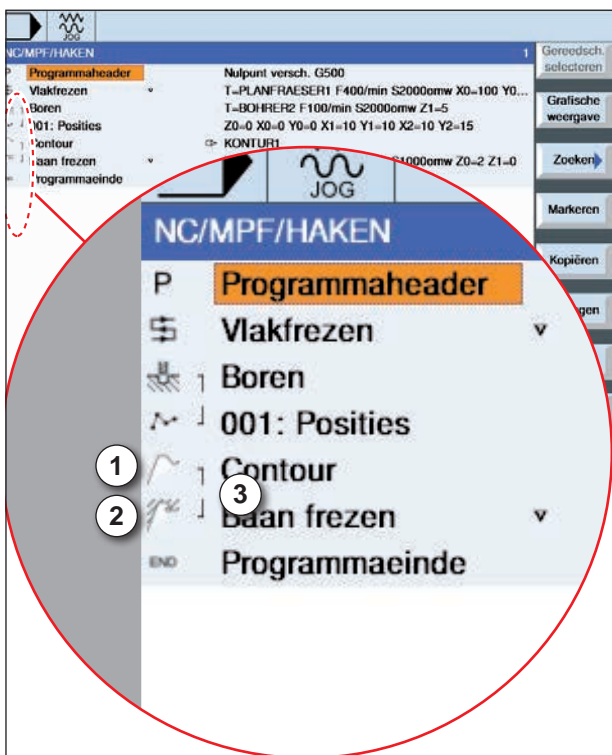 JOG
NC/MPF/HAKEN 1
P Programmaheader Nulpunt versch. G500
Vlakfrezen T=PLANFRAESER1 F400/min S2000omw X0=100 Y0...
Boren T=BOHRER2 F100/min S2000omw Z1=5
001: Posities Z0=0 X0=0 Y0=0 X1=10 Y1=10 X2=10 Y2=15
Contour KONTUR1
Baan frezen S1000omw Z0=2 Z1=0
Programmaeinde
Gereedsch.
selecteren
Grafische
weergave
Zoeken
Markeren
Kopiëren
JOG
NC/MPF/HAKEN
P Programmaheader
Vlakfrezen
Boren
001: Posities
1 Contour
3
2 Baan frezen
END Programmaeinde